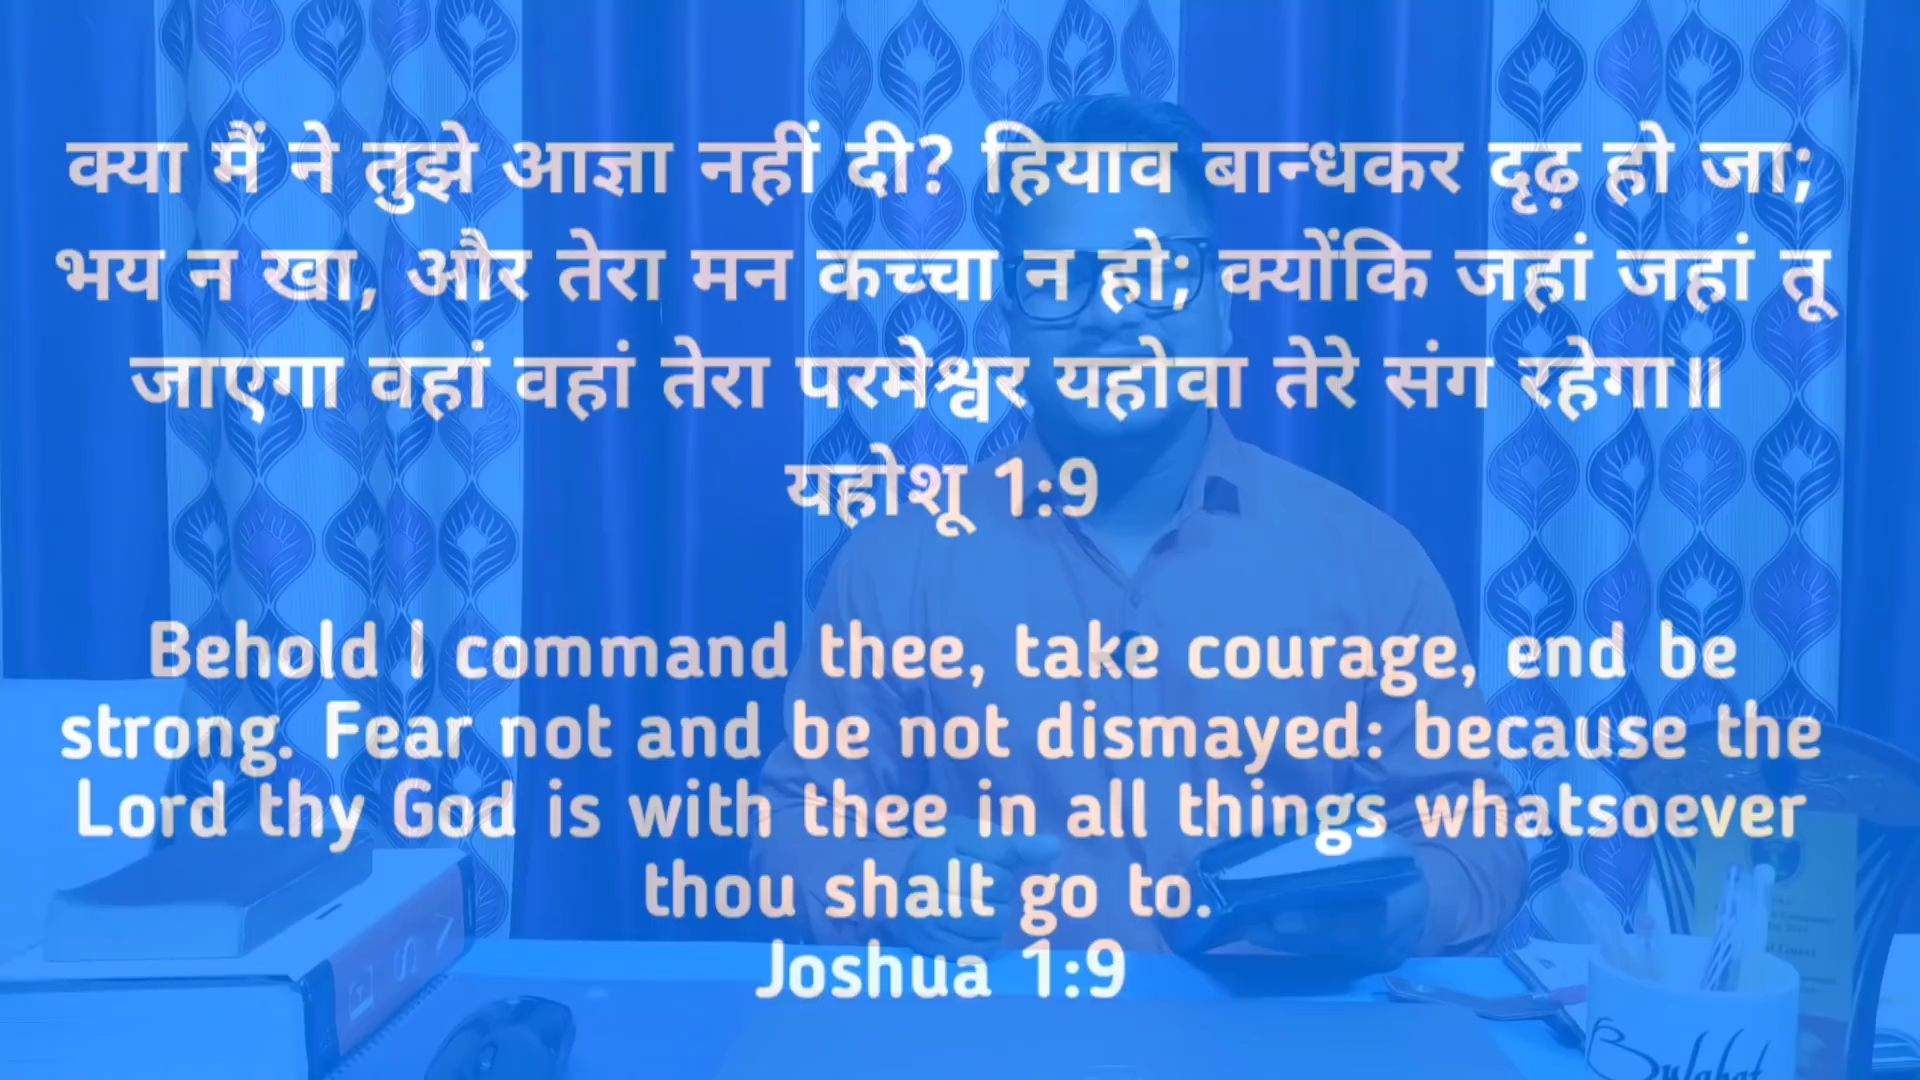 क्या मैं ने तुझे आज्ञा नहीं दी? हियाव बान्धकर दृढ़ हो जा;
भय न खा, और तेरा मन कच्चा न हो; क्योंकि जहां जहां तू
जाएगा वहां वहां तेरा परमेश्वर यहोवा तेरे संग रहेगा॥
यहोशू 1:9
Behold I command thee, take courage, end be
strong. Fear not and be not dismayed: because the
Lord thy God is with thee in all things whatsoever
thou shalt go to.
Joshua 1:9
Bulahat